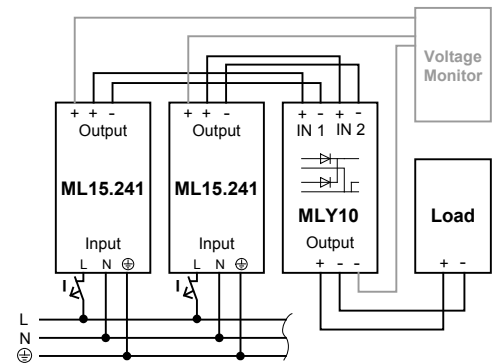 Voltage
Monitor
+ + -
Output
ML15.241
Input
L N ⏚
I
+ + -
Output
ML15.241
Input
L N ⏚
I
+ - + -
IN 1 IN 2
MLY10
Output
+ - -
Load
+ -
L
N
⏚